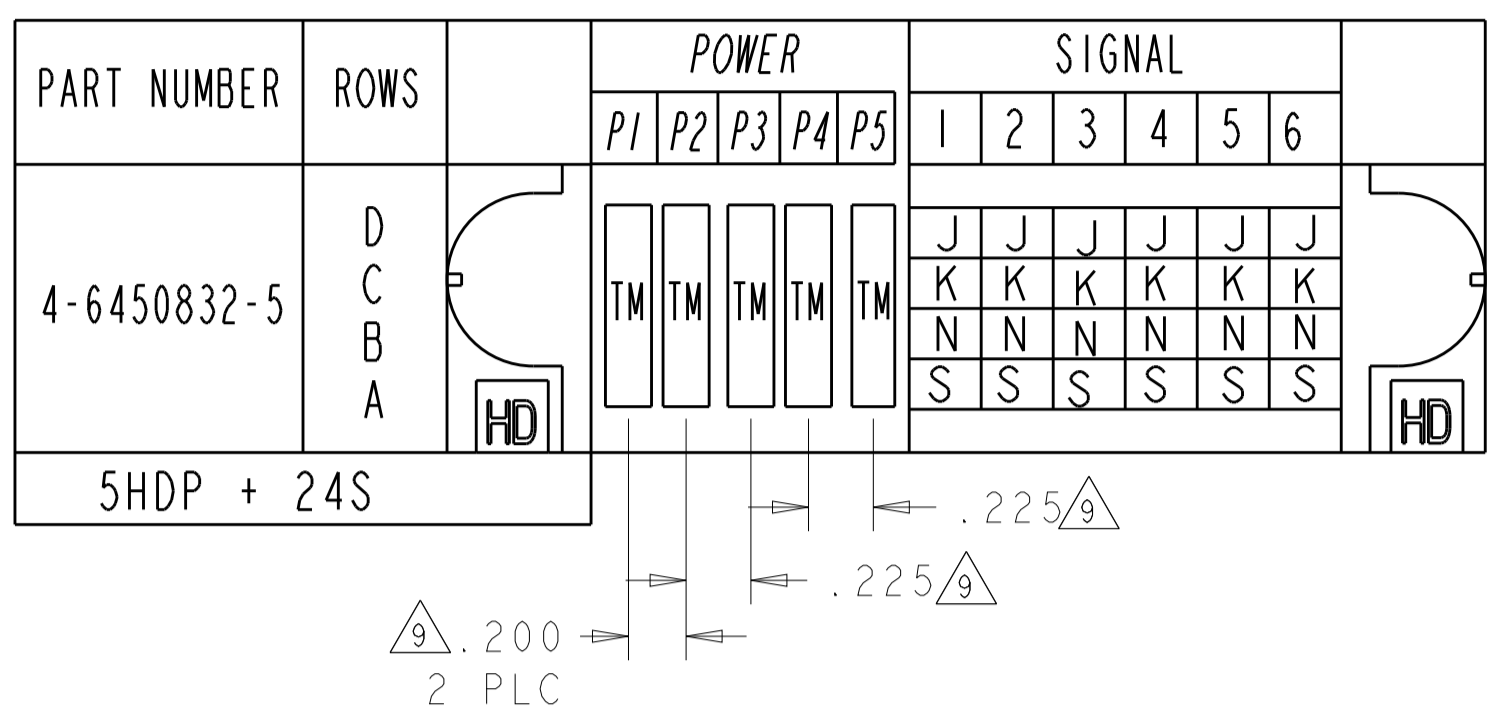 PART NUMBER ROWS POWER SIGNAL
P1 P2 P3 P4 P5 1 2 3 4 5 6
4-6450832-5
D
C
B
A
HD
TM TM TM TM TM
J J J J J J
K K K K K K
N N N N N N
S S S S S S
HD
5HDP + 24S
.225 9
.225 9
9 .200
2 PLC